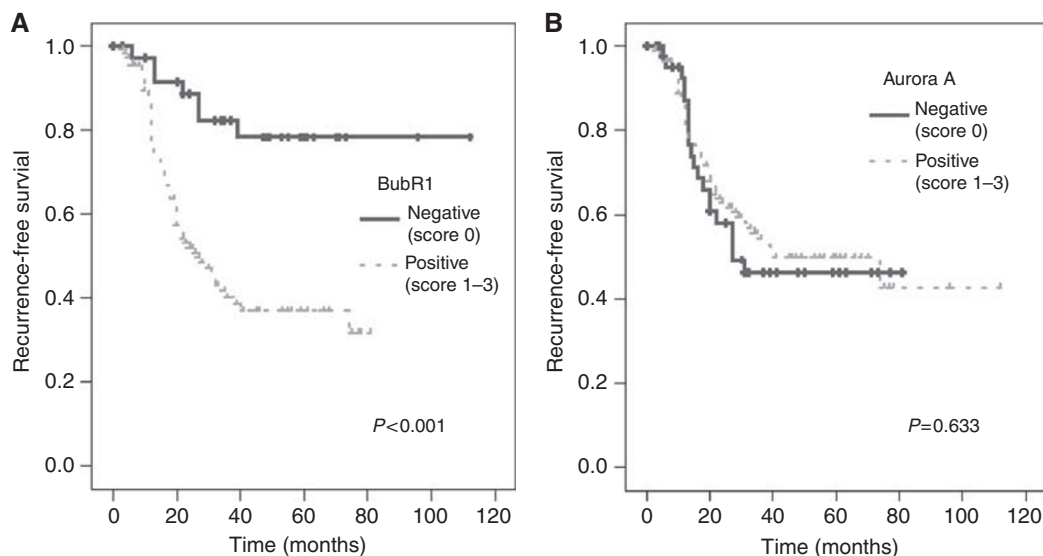 A
Recurrence-free survial
1.0
0.8
0.6
0.4
0.2
0.0
BubR1
Negative
(score 0)
Positive
(score 1–3)
P<0.001
0 20 40 60 80 100 120
Time (months)
B
Recurrence-free survial
1.0
0.8
0.6
0.4
0.2
0.0
Aurora A
Negative
(score 0)
Positive
(score 1–3)
P=0.633
0 20 40 60 80 100 120
Time (months)